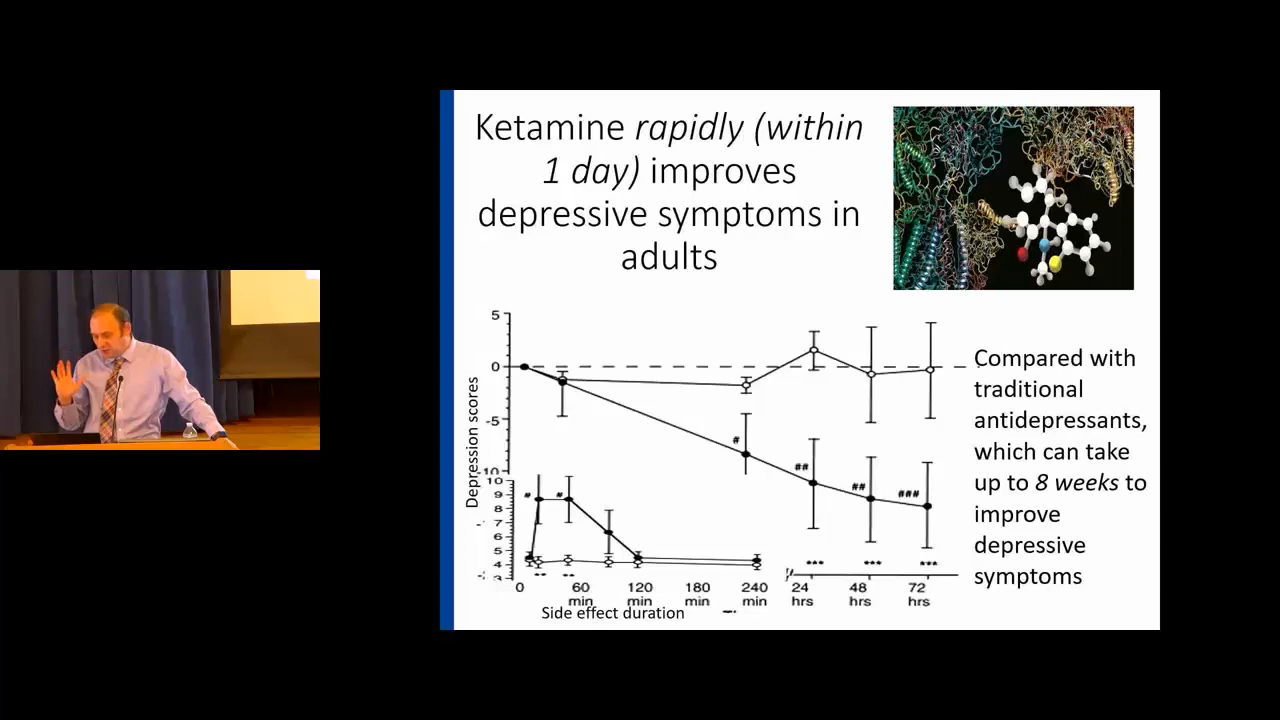 Ketamine rapidly (within
1 day) improves
depressive symptoms in
adults
5
0
-5
-10
Depression scores
#
##
##
###
10
9
8
7
6
5
4
3
#
#
**
**
***
***
***
0 60 120 180 240 24 48 72
min min min min hrs hrs hrs
Side effect duration
Compared with
traditional
antidepressants,
which can take
up to 8 weeks to
improve
depressive
symptoms